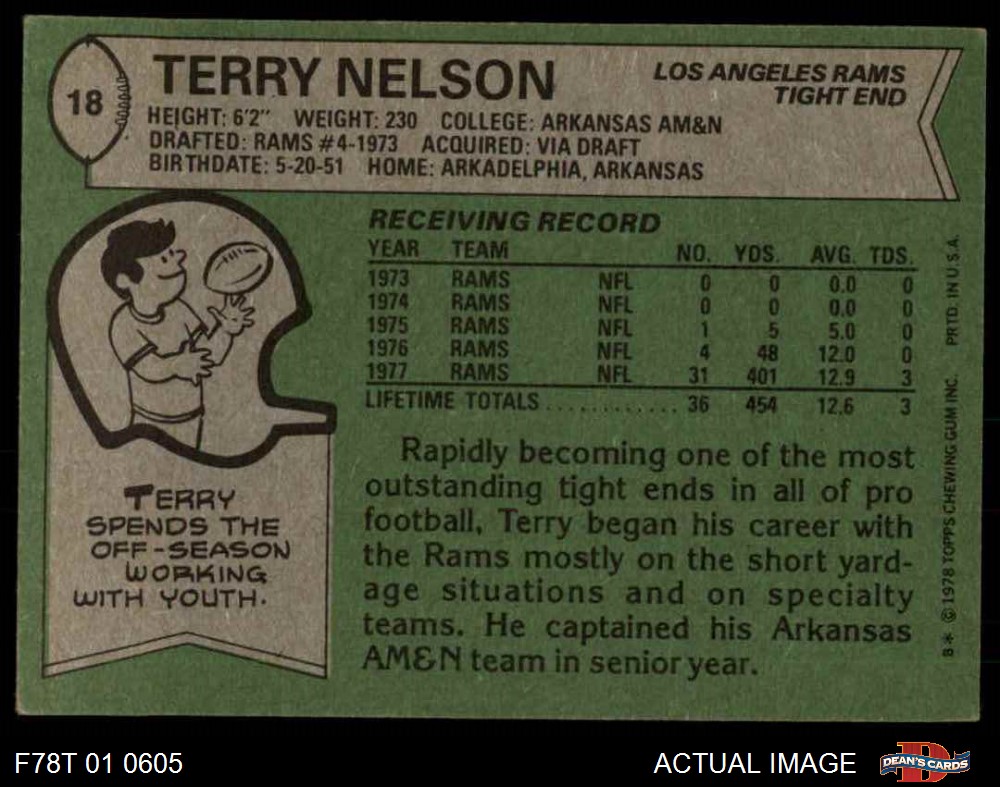 18
TERRY NELSON
LOS ANGELES RAMS
TIGHT END
HEIGHT: 6'2" WEIGHT: 230 COLLEGE: ARKANSAS AM&N
DRAFTED: RAMS #4-1973 ACQUIRED: VIA DRAFT
BIRTHDATE: 5-20-51 HOME: ARKADELPHIA, ARKANSAS
RECEIVING RECORD
YEAR TEAM NO. YDS. AVG. TDS.
1973 RAMS NFL 0 0 0.0 0
1974 RAMS NFL 0 0 0.0 0
1975 RAMS NFL 1 5 5.0 0
1976 RAMS NFL 4 48 12.0 0
1977 RAMS NFL 31 401 12.9 3
LIFETIME TOTALS ............ 36 454 12.6 3
Rapidly becoming one of the most
outstanding tight ends in all of pro
football, Terry began his career with
the Rams mostly on the short yard-
age situations and on specialty
teams. He captained his Arkansas
AM&N team in senior year.
TERRY
SPENDS THE
OFF-SEASON
WORKING
WITH YOUTH.
8* ©1978 TOPPS CHEWING GUM INC. PRTD. IN U.S.A.
F78T 01 0605
ACTUAL IMAGE
D
DEAN'S CARDS